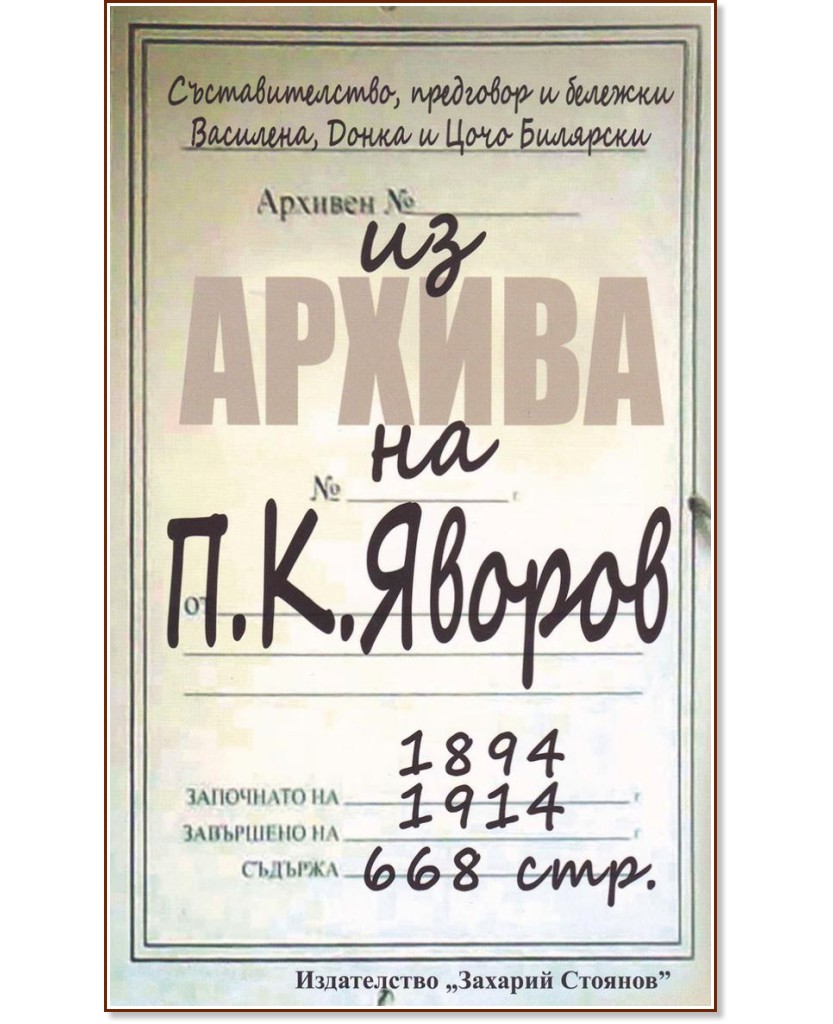 Съставителство, предговор и бележки
Василена, Донка и Цочо Билярски
Архивен №
из
АРХИВА
на
№ г.
П.К.Яворов
от
1894
ЗАПОЧНАТО НА 1914 г.
ЗАВЪРШЕНО НА г.
СЪДЪРЖА 668 стр.
Издателство „Захарий Стоянов”